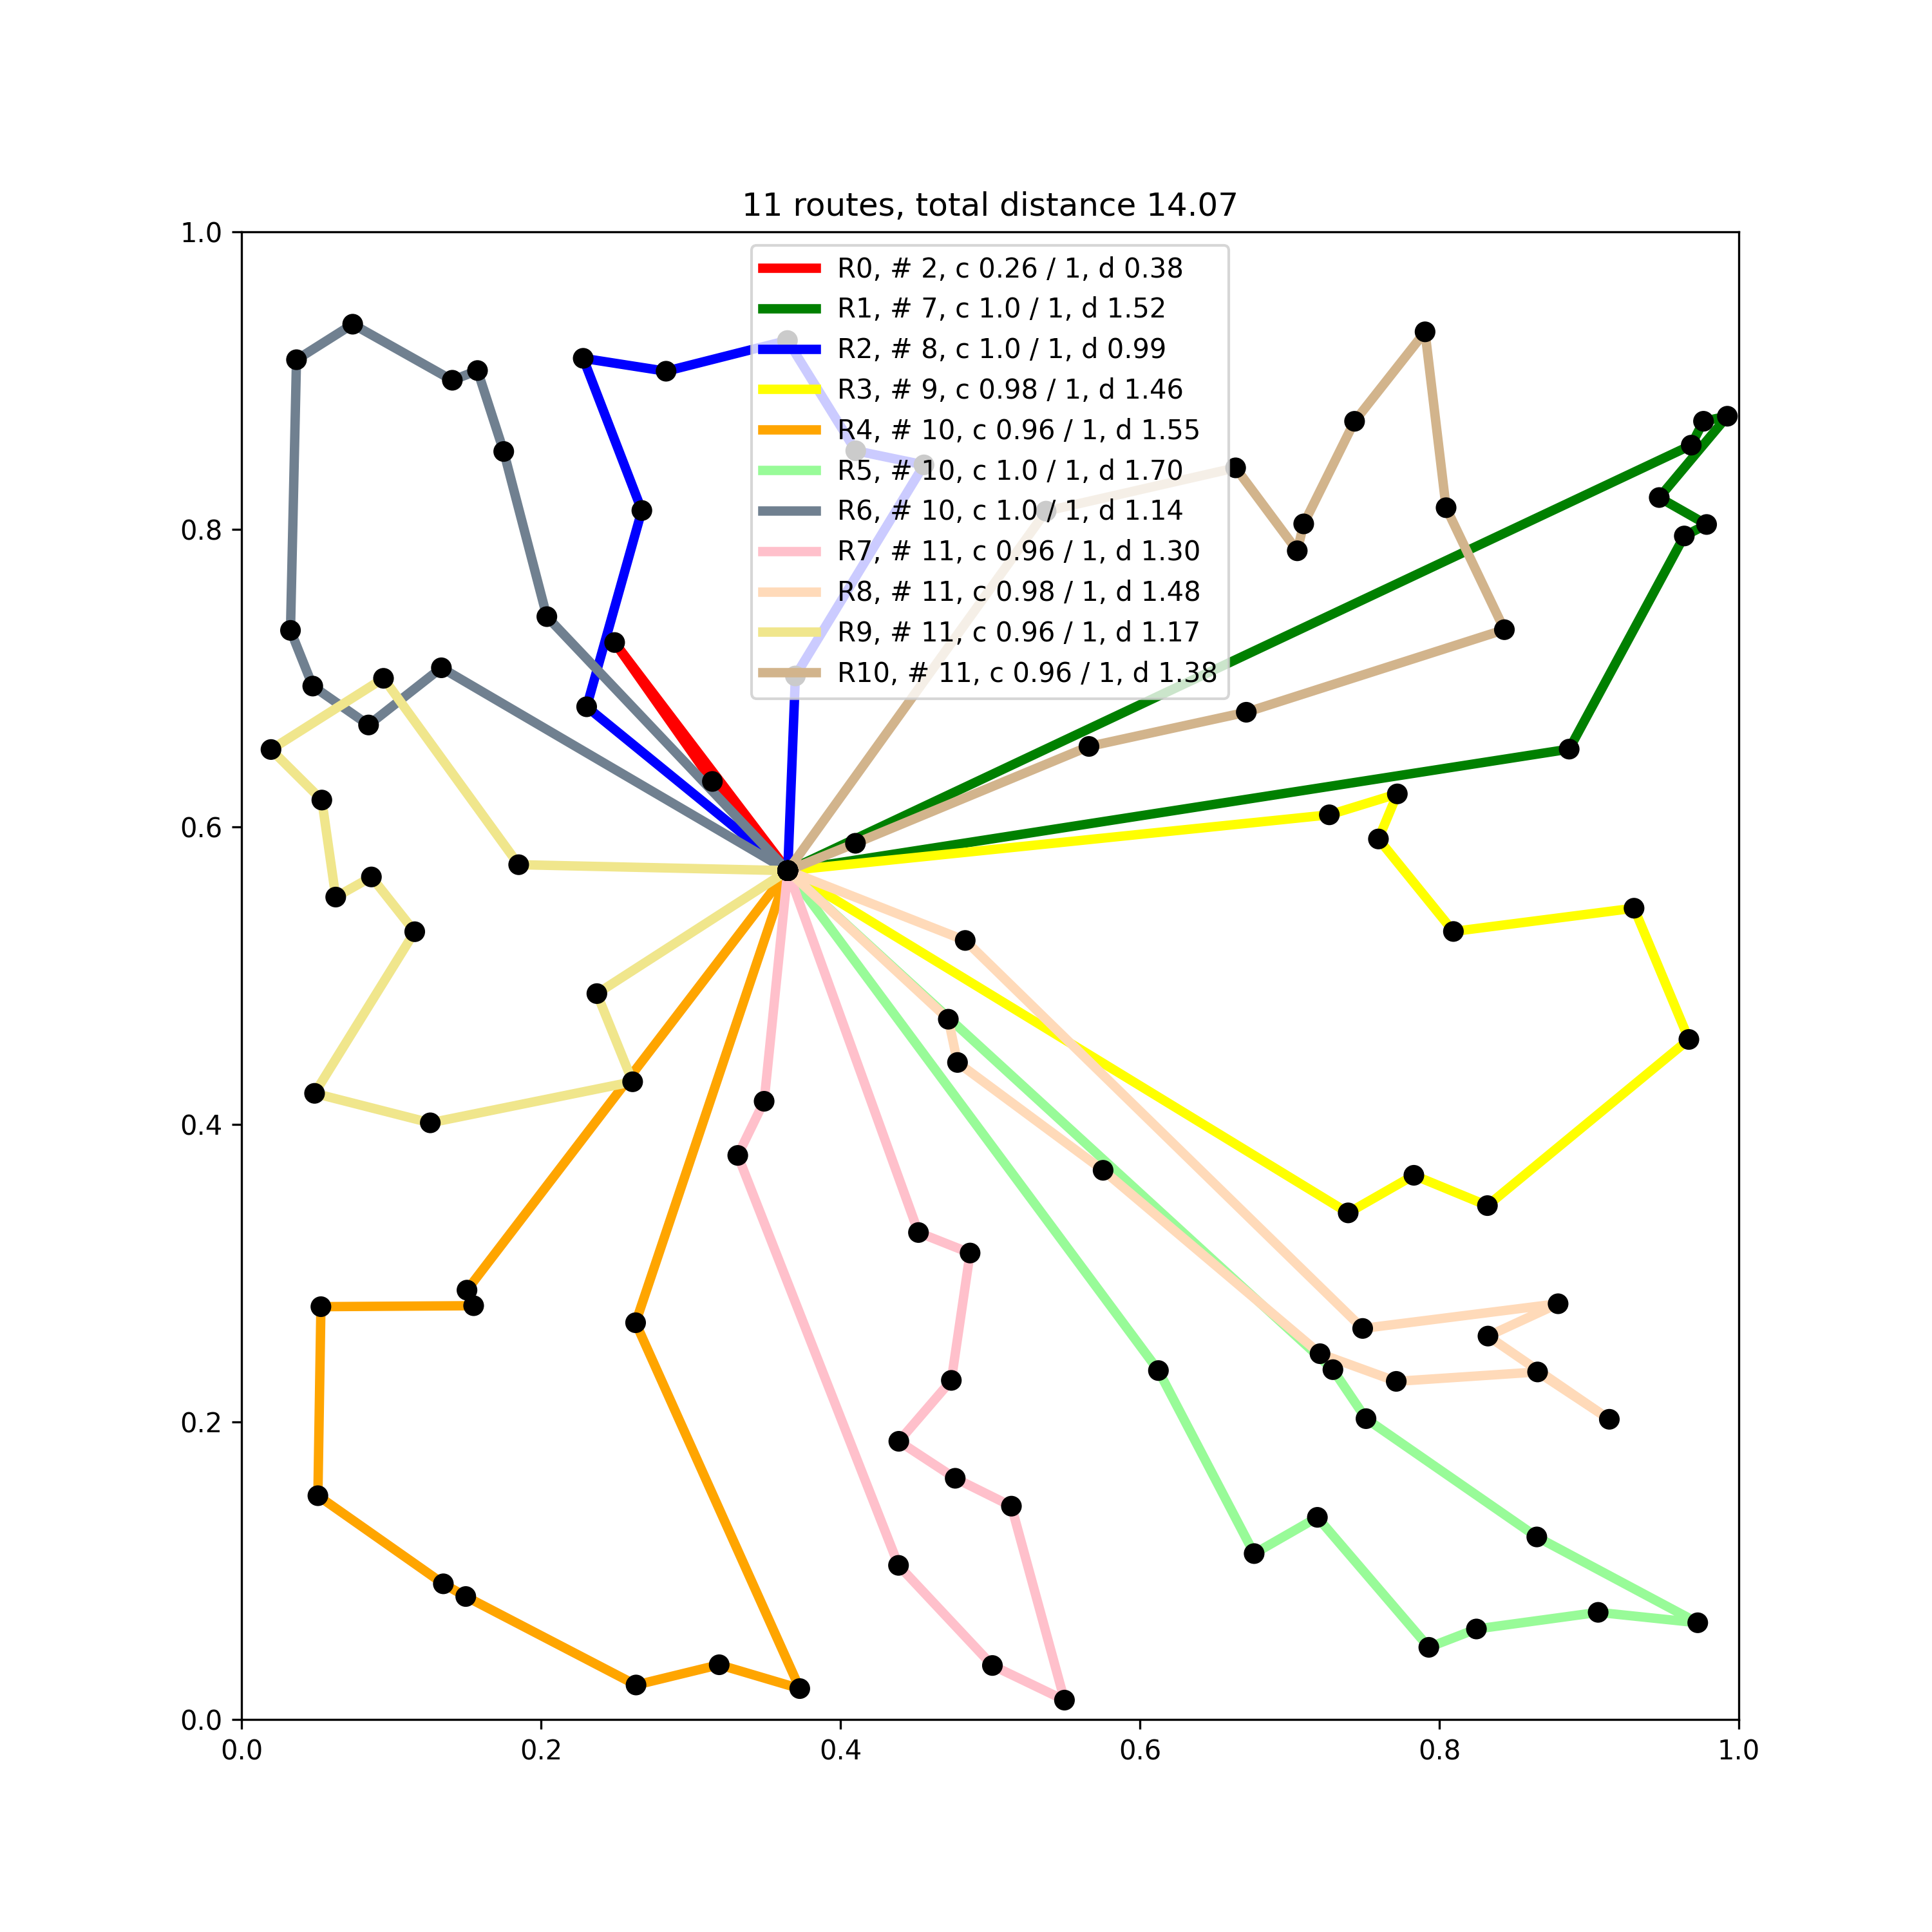 11 routes, total distance 14.07
1.0
R0, # 2, c 0.26 / 1, d 0.38
R1, # 7, c 1.0 / 1, d 1.52
R2, # 8, c 1.0 / 1, d 0.99
R3, # 9, c 0.98 / 1, d 1.46
R4, # 10, c 0.96 / 1, d 1.55
R5, # 10, c 1.0 / 1, d 1.70
R6, # 10, c 1.0 / 1, d 1.14
R7, # 11, c 0.96 / 1, d 1.30
R8, # 11, c 0.98 / 1, d 1.48
R9, # 11, c 0.96 / 1, d 1.17
R10, # 11, c 0.96 / 1, d 1.38
0.8
0.6
0.4
0.2
0.0
0.0 0.2 0.4 0.6 0.8 1.0